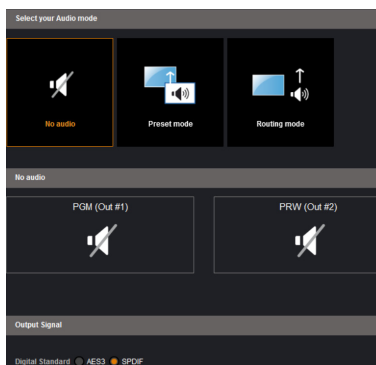 Select your Audio mode
No audio
Preset mode
Routing mode
No audio
PGM (Out #1)
PRW (Out #2)
Output Signal
Digital Standard AES3 SPDIF